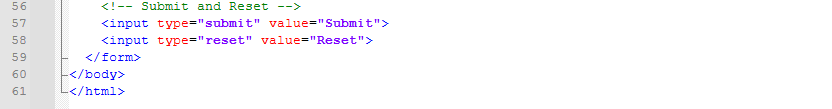 56 <!-- Submit and Reset -->
57 <input type="submit" value="Submit">
58 <input type="reset" value="Reset">
59 </form>
60 </body>
61 </html>